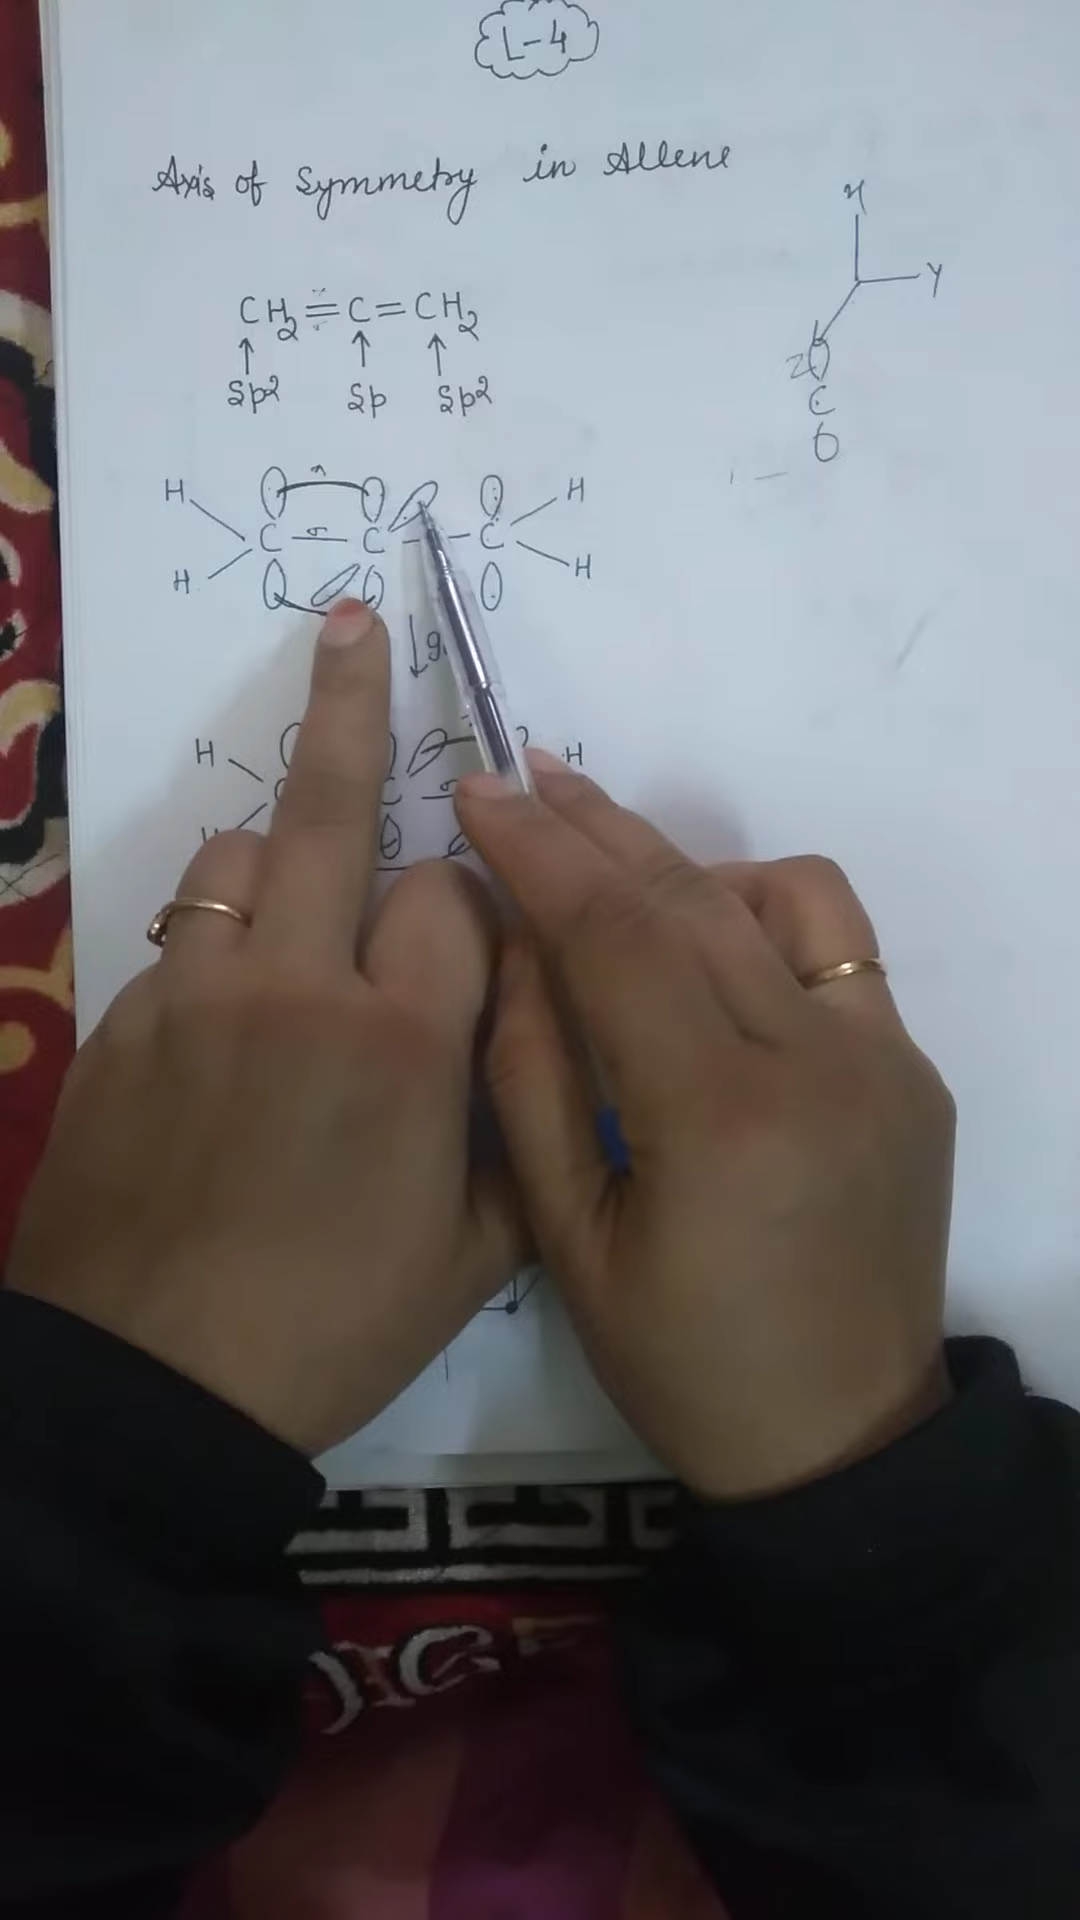 L-4
Axis of Symmetry in Allene
CH2=C=CH2
↑ ↑ ↑
Sp2 Sp Sp2
x
Y
Z
C
H π H
C σ C C
H H
↓
H H
C σ
H